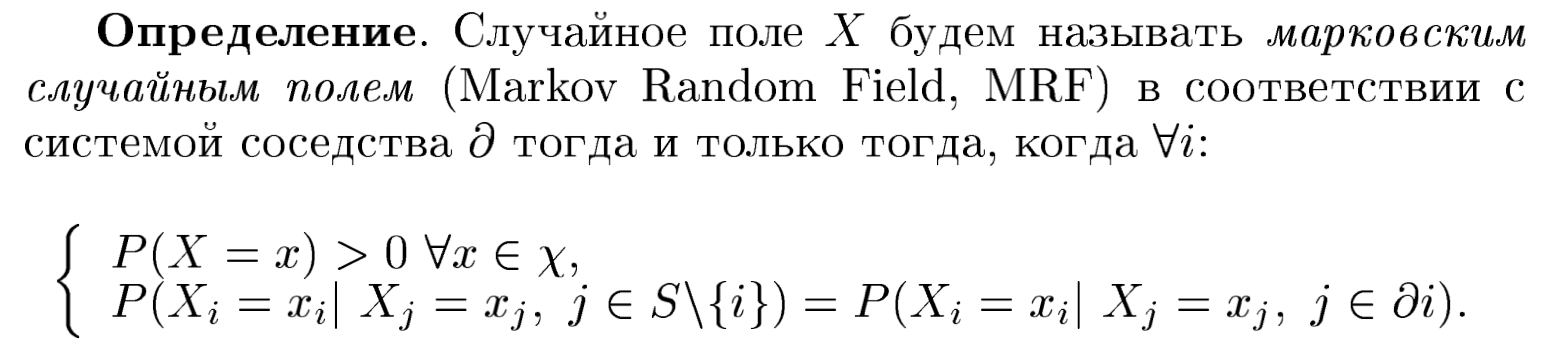 Определение. Случайное поле X будем называть марковским
случайным полем (Markov Random Field, MRF) в соответствии с
системой соседства ∂ тогда и только тогда, когда ∀i:
P(X = x) > 0 ∀x ∈ χ,
P(X_i = x_i| X_j = x_j, j ∈ S\{i}) = P(X_i = x_i| X_j = x_j, j ∈ ∂i).